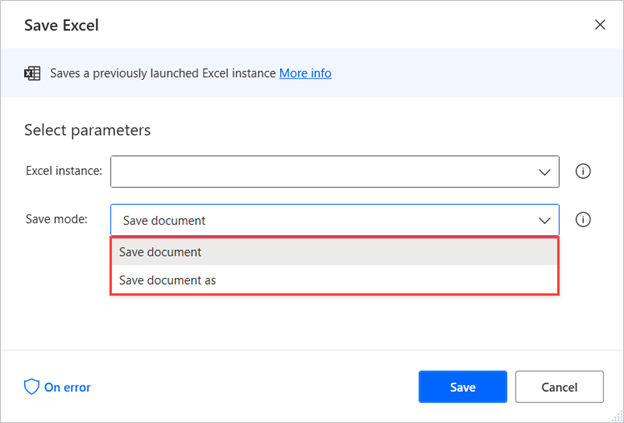 Save Excel
Saves a previously launched Excel instance More info
Select parameters
Excel instance:
Save mode: Save document
Save document
Save document as
On error Save Cancel